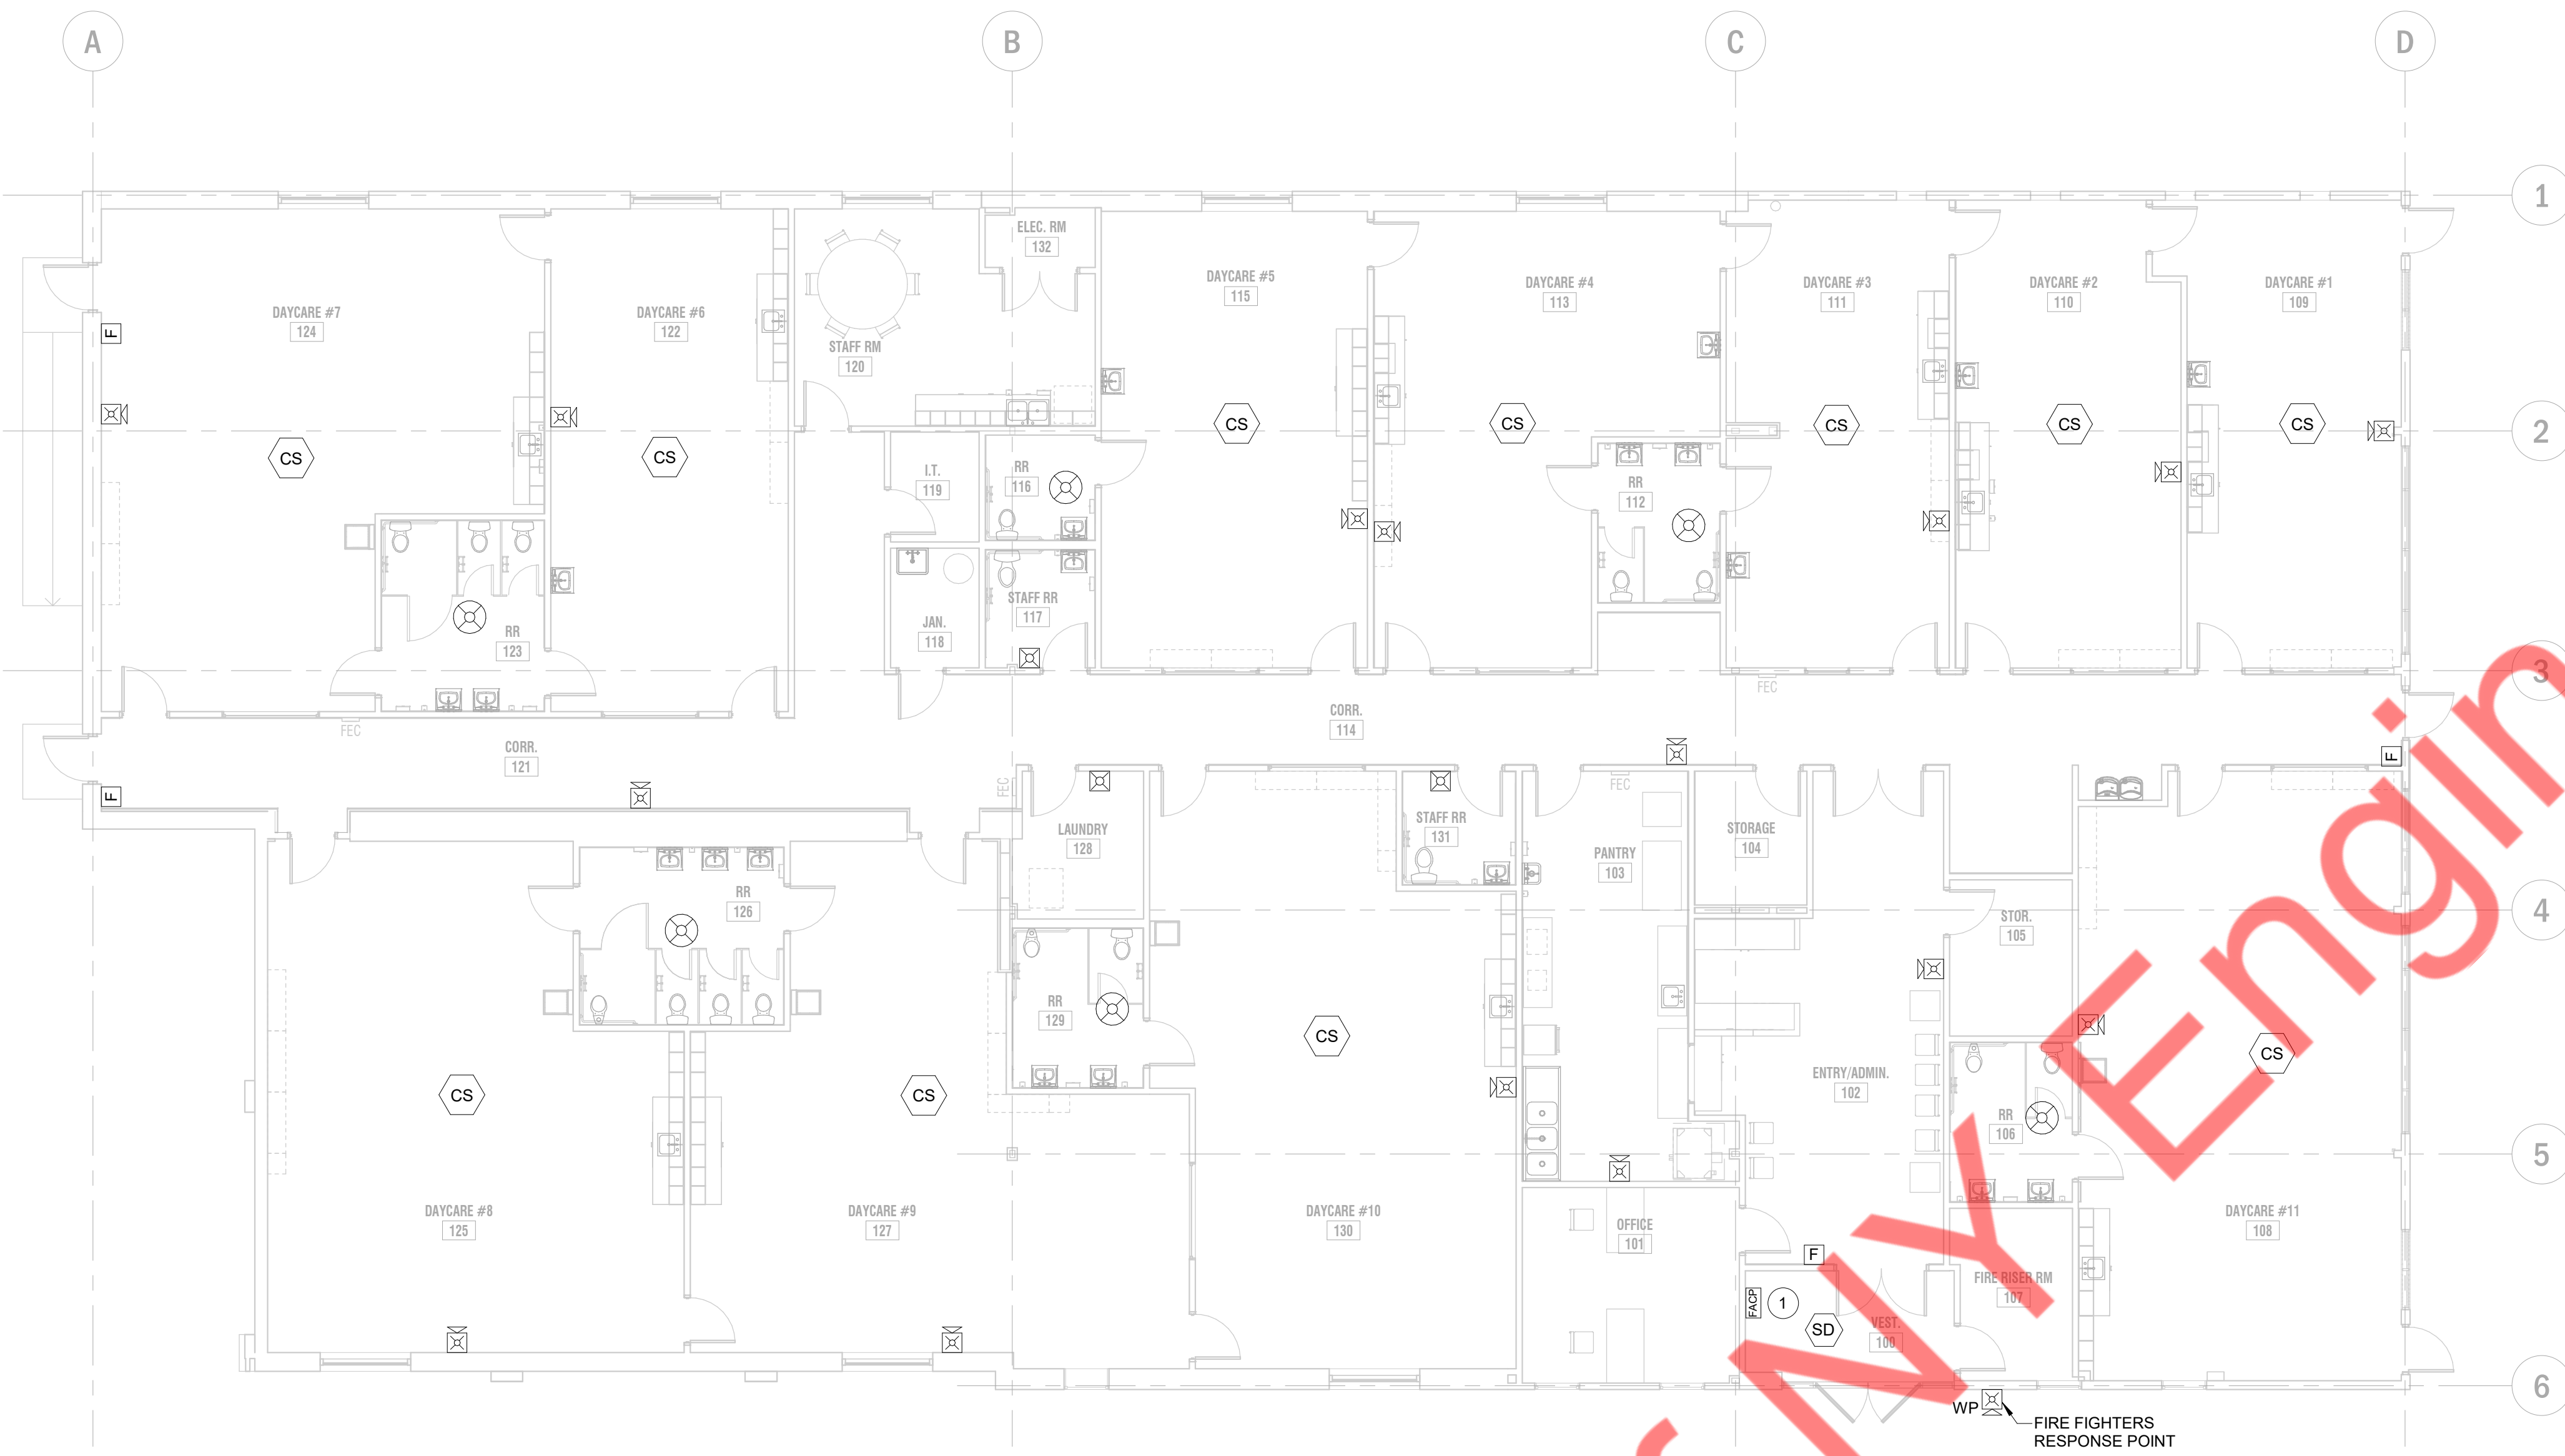 A
B
C
D
1
ELEC. RM
132
DAYCARE #5
115
DAYCARE #4
113
DAYCARE #3
111
DAYCARE #2
110
DAYCARE #1
109
DAYCARE #7
124
DAYCARE #6
122
F
STAFF RM
120
2
CS
CS
CS
CS
CS
CS
CS
I.T.
119
RR
116
RR
112
STAFF RR
117
JAN.
118
RR
123
3
FEC
FEC
CORR.
114
CORR.
121
F
F
FEC
FEC
LAUNDRY
128
STAFF RR
131
PANTRY
103
STORAGE
104
RR
126
4
STOR.
105
RR
129
CS
CS
CS
CS
ENTRY/ADMIN.
102
RR
106
5
DAYCARE #8
125
DAYCARE #9
127
DAYCARE #10
130
OFFICE
101
DAYCARE #11
108
F
FIRE RISER RM
107
FACP
1
SD
VEST.
100
6
WP
FIRE FIGHTERS
RESPONSE POINT
NY Engin